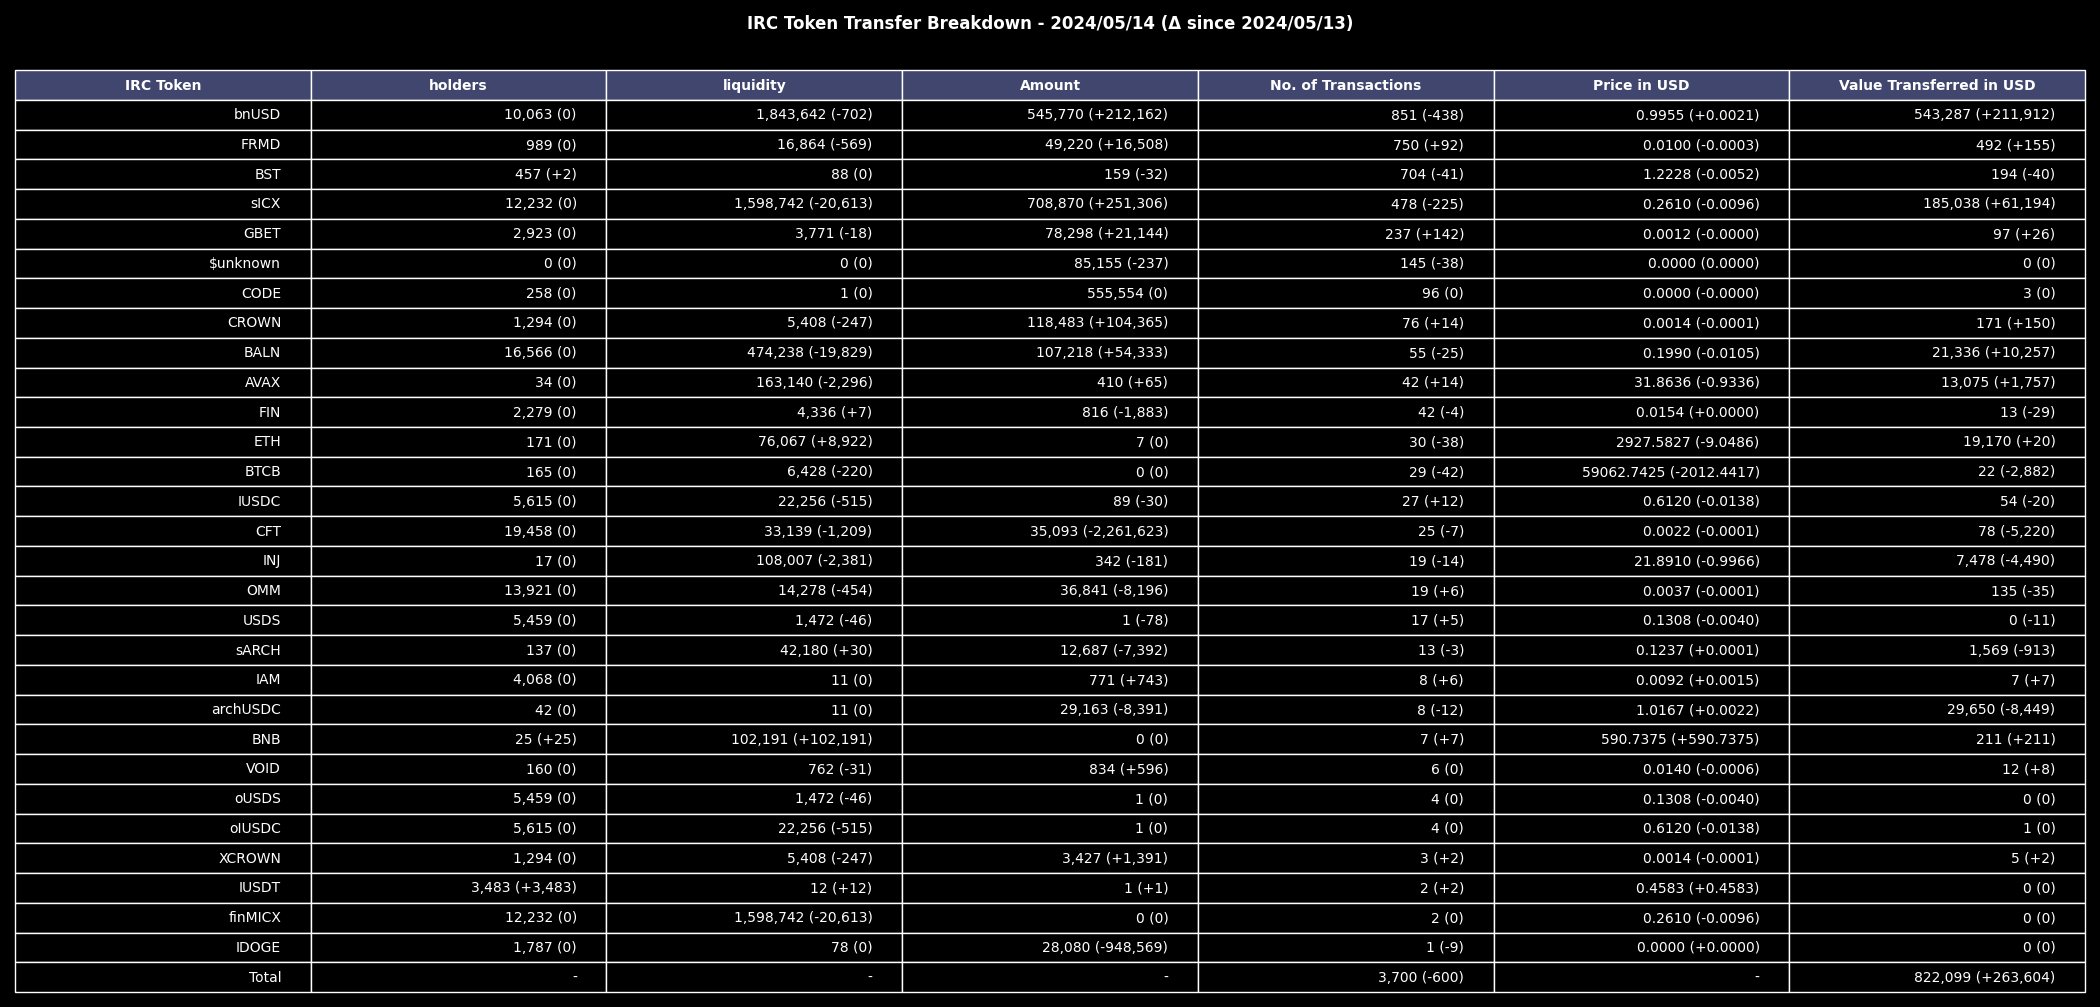 IRC Token Transfer Breakdown - 2024/05/14 (Δ since 2024/05/13)
IRC Token holders liquidity Amount No. of Transactions Price in USD Value Transferred in USD
bnUSD 10,063 (0) 1,843,642 (-702) 545,770 (+212,162) 851 (-438) 0.9955 (+0.0021) 543,287 (+211,912)
FRMD 989 (0) 16,864 (-569) 49,220 (+16,508) 750 (+92) 0.0100 (-0.0003) 492 (+155)
BST 457 (+2) 88 (0) 159 (-32) 704 (-41) 1.2228 (-0.0052) 194 (-40)
sICX 12,232 (0) 1,598,742 (-20,613) 708,870 (+251,306) 478 (-225) 0.2610 (-0.0096) 185,038 (+61,194)
GBET 2,923 (0) 3,771 (-18) 78,298 (+21,144) 237 (+142) 0.0012 (-0.0000) 97 (+26)
$unknown 0 (0) 0 (0) 85,155 (-237) 145 (-38) 0.0000 (0.0000) 0 (0)
CODE 258 (0) 1 (0) 555,554 (0) 96 (0) 0.0000 (-0.0000) 3 (0)
CROWN 1,294 (0) 5,408 (-247) 118,483 (+104,365) 76 (+14) 0.0014 (-0.0001) 171 (+150)
BALN 16,566 (0) 474,238 (-19,829) 107,218 (+54,333) 55 (-25) 0.1990 (-0.0105) 21,336 (+10,257)
AVAX 34 (0) 163,140 (-2,296) 410 (+65) 42 (+14) 31.8636 (-0.9336) 13,075 (+1,757)
FIN 2,279 (0) 4,336 (+7) 816 (-1,883) 42 (-4) 0.0154 (+0.0000) 13 (-29)
ETH 171 (0) 76,067 (+8,922) 7 (0) 30 (-38) 2927.5827 (-9.0486) 19,170 (+20)
BTCB 165 (0) 6,428 (-220) 0 (0) 29 (-42) 59062.7425 (-2012.4417) 22 (-2,882)
IUSDC 5,615 (0) 22,256 (-515) 89 (-30) 27 (+12) 0.6120 (-0.0138) 54 (-20)
CFT 19,458 (0) 33,139 (-1,209) 35,093 (-2,261,623) 25 (-7) 0.0022 (-0.0001) 78 (-5,220)
INJ 17 (0) 108,007 (-2,381) 342 (-181) 19 (-14) 21.8910 (-0.9966) 7,478 (-4,490)
OMM 13,921 (0) 14,278 (-454) 36,841 (-8,196) 19 (+6) 0.0037 (-0.0001) 135 (-35)
USDS 5,459 (0) 1,472 (-46) 1 (-78) 17 (+5) 0.1308 (-0.0040) 0 (-11)
sARCH 137 (0) 42,180 (+30) 12,687 (-7,392) 13 (-3) 0.1237 (+0.0001) 1,569 (-913)
IAM 4,068 (0) 11 (0) 771 (+743) 8 (+6) 0.0092 (+0.0015) 7 (+7)
archUSDC 42 (0) 11 (0) 29,163 (-8,391) 8 (-12) 1.0167 (+0.0022) 29,650 (-8,449)
BNB 25 (+25) 102,191 (+102,191) 0 (0) 7 (+7) 590.7375 (+590.7375) 211 (+211)
VOID 160 (0) 762 (-31) 834 (+596) 6 (0) 0.0140 (-0.0006) 12 (+8)
oUSDS 5,459 (0) 1,472 (-46) 1 (0) 4 (0) 0.1308 (-0.0040) 0 (0)
oIUSDC 5,615 (0) 22,256 (-515) 1 (0) 4 (0) 0.6120 (-0.0138) 1 (0)
XCROWN 1,294 (0) 5,408 (-247) 3,427 (+1,391) 3 (+2) 0.0014 (-0.0001) 5 (+2)
IUSDT 3,483 (+3,483) 12 (+12) 1 (+1) 2 (+2) 0.4583 (+0.4583) 0 (0)
finMICX 12,232 (0) 1,598,742 (-20,613) 0 (0) 2 (0) 0.2610 (-0.0096) 0 (0)
IDOGE 1,787 (0) 78 (0) 28,080 (-948,569) 1 (-9) 0.0000 (+0.0000) 0 (0)
Total - - - 3,700 (-600) - 822,099 (+263,604)